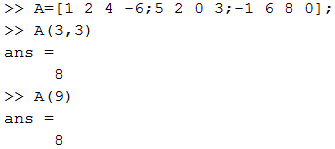 >> A=[1 2 4 -6;5 2 0 3;-1 6 8 0];
>> A(3,3)
ans =
8
>> A(9)
ans =
8